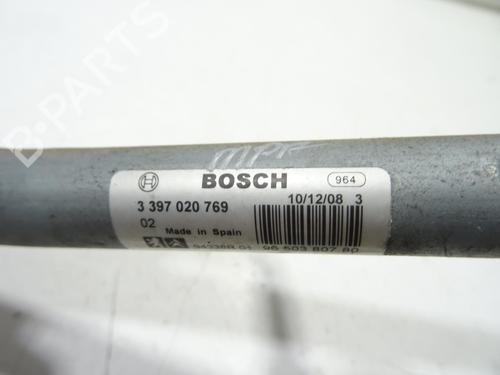 B-PARTS
MPF
BOSCH
964
3 397 020 769
10/12/08 3
02
Made in Spain
96 503 807 80